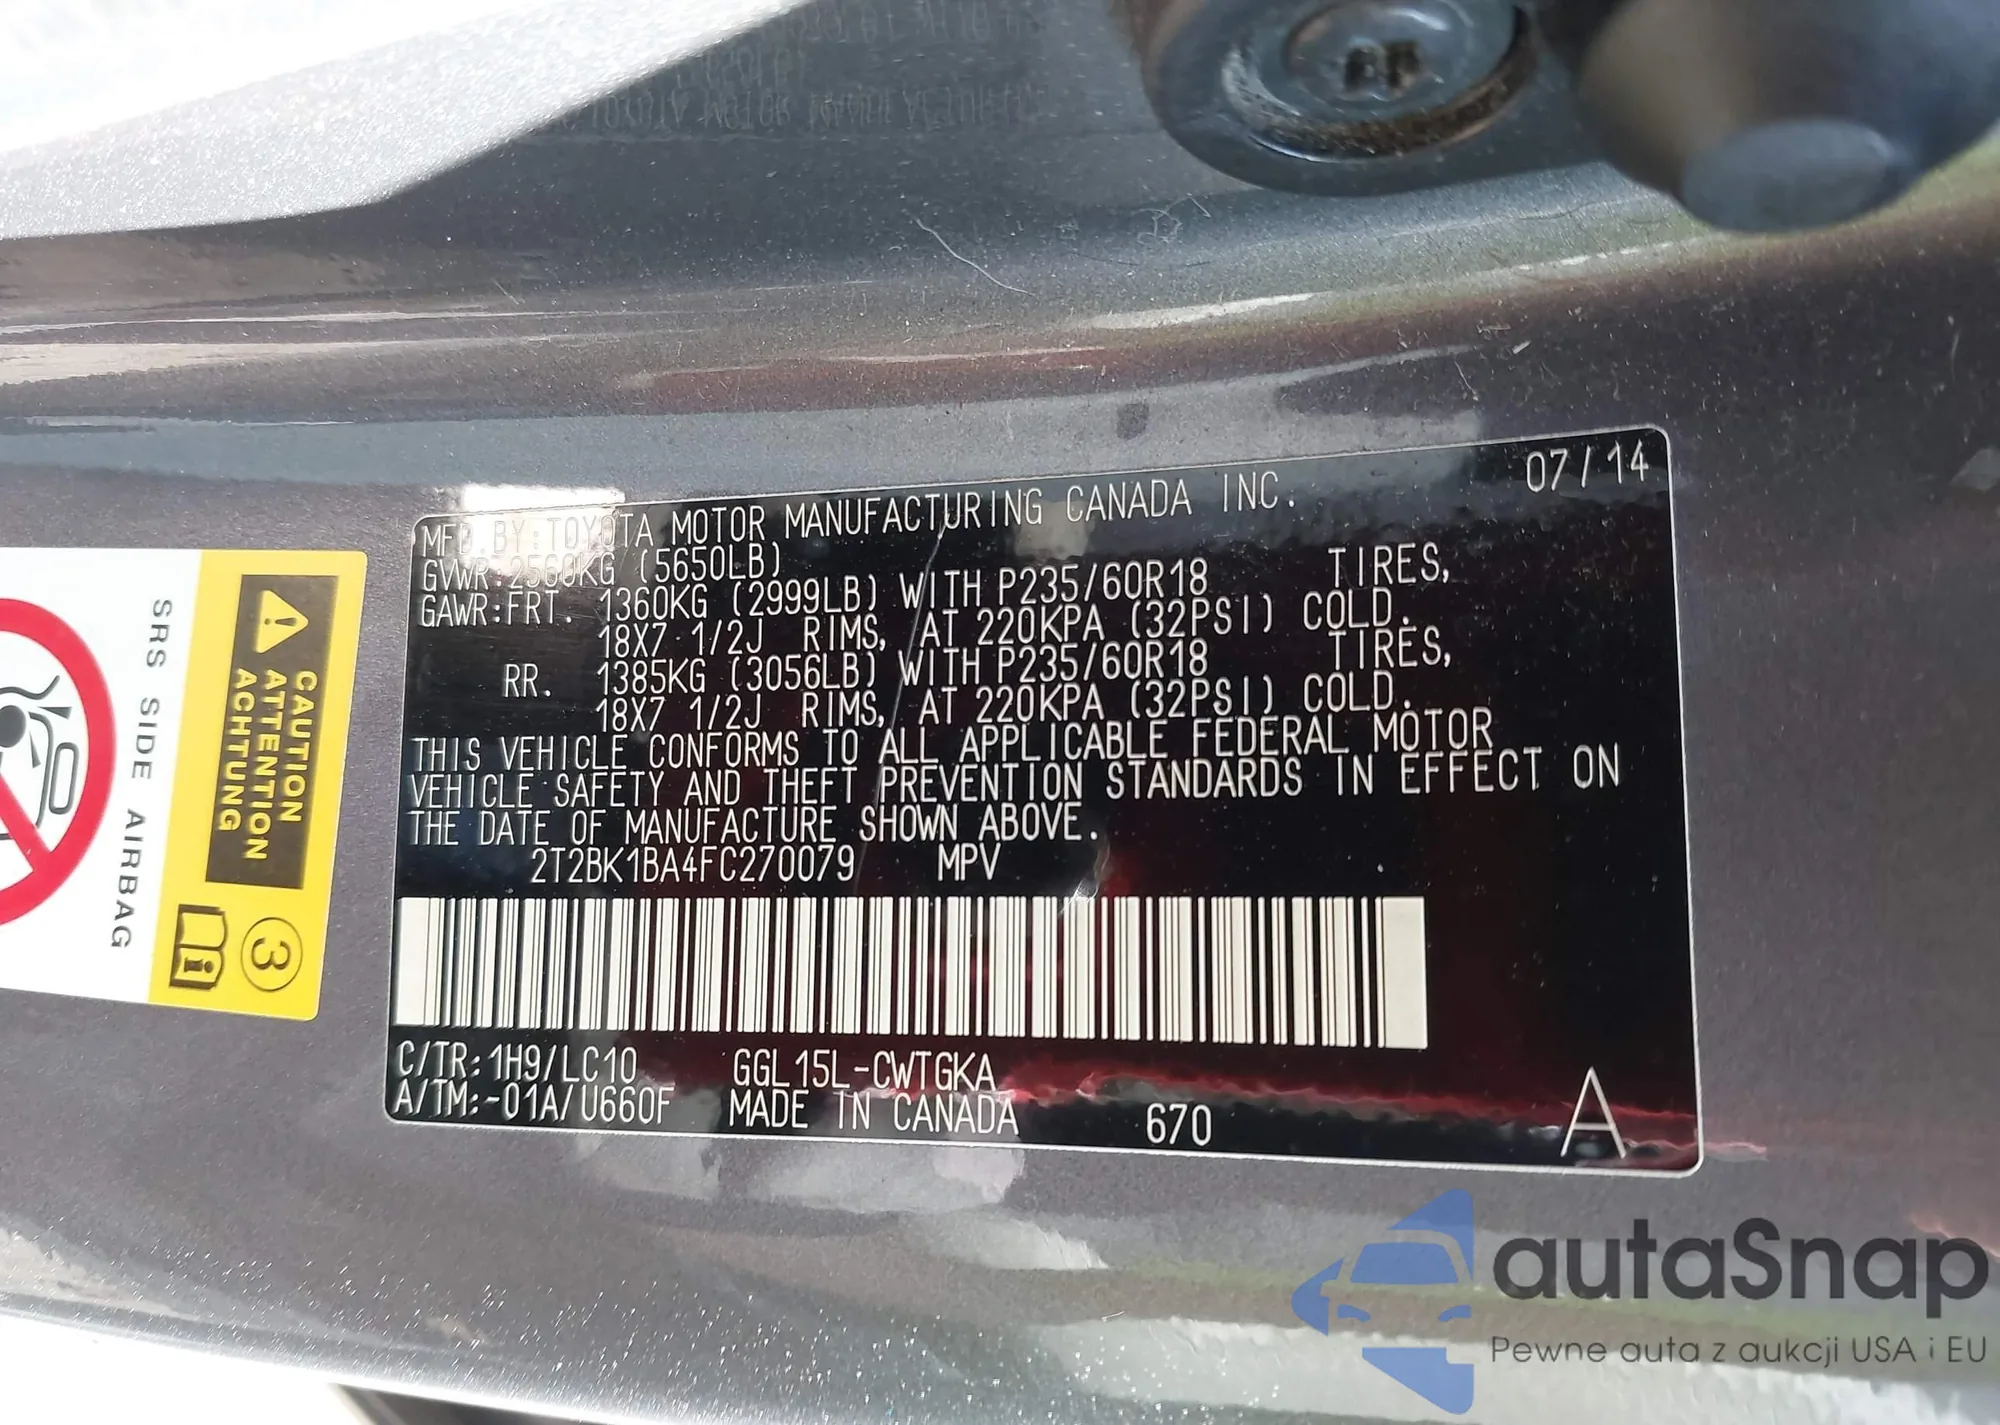 07/14
MFD.BY:TOYOTA MOTOR MANUFACTURING CANADA INC.
GVWR:2560KG (5650LB)
GAWR:FRT. 1360KG (2999LB) WITH P235/60R18 TIRES,
18X7 1/2J RIMS, AT 220KPA (32PSI) COLD.
RR. 1385KG (3056LB) WITH P235/60R18 TIRES,
18X7 1/2J RIMS, AT 220KPA (32PSI) COLD.
THIS VEHICLE CONFORMS TO ALL APPLICABLE FEDERAL MOTOR
VEHICLE SAFETY AND THEFT PREVENTION STANDARDS IN EFFECT ON
THE DATE OF MANUFACTURE SHOWN ABOVE.
2T2BK1BA4FC270079 MPV
C/TR:1H9/LC10 GGL15L-CWTGKA
A/TM:-01A/U660F MADE IN CANADA 670 A
CAUTION
ATTENTION
ACHTUNG
3
i
SRS SIDE AIRBAG
autaSnap
Pewne auta z aukcji USA i EU